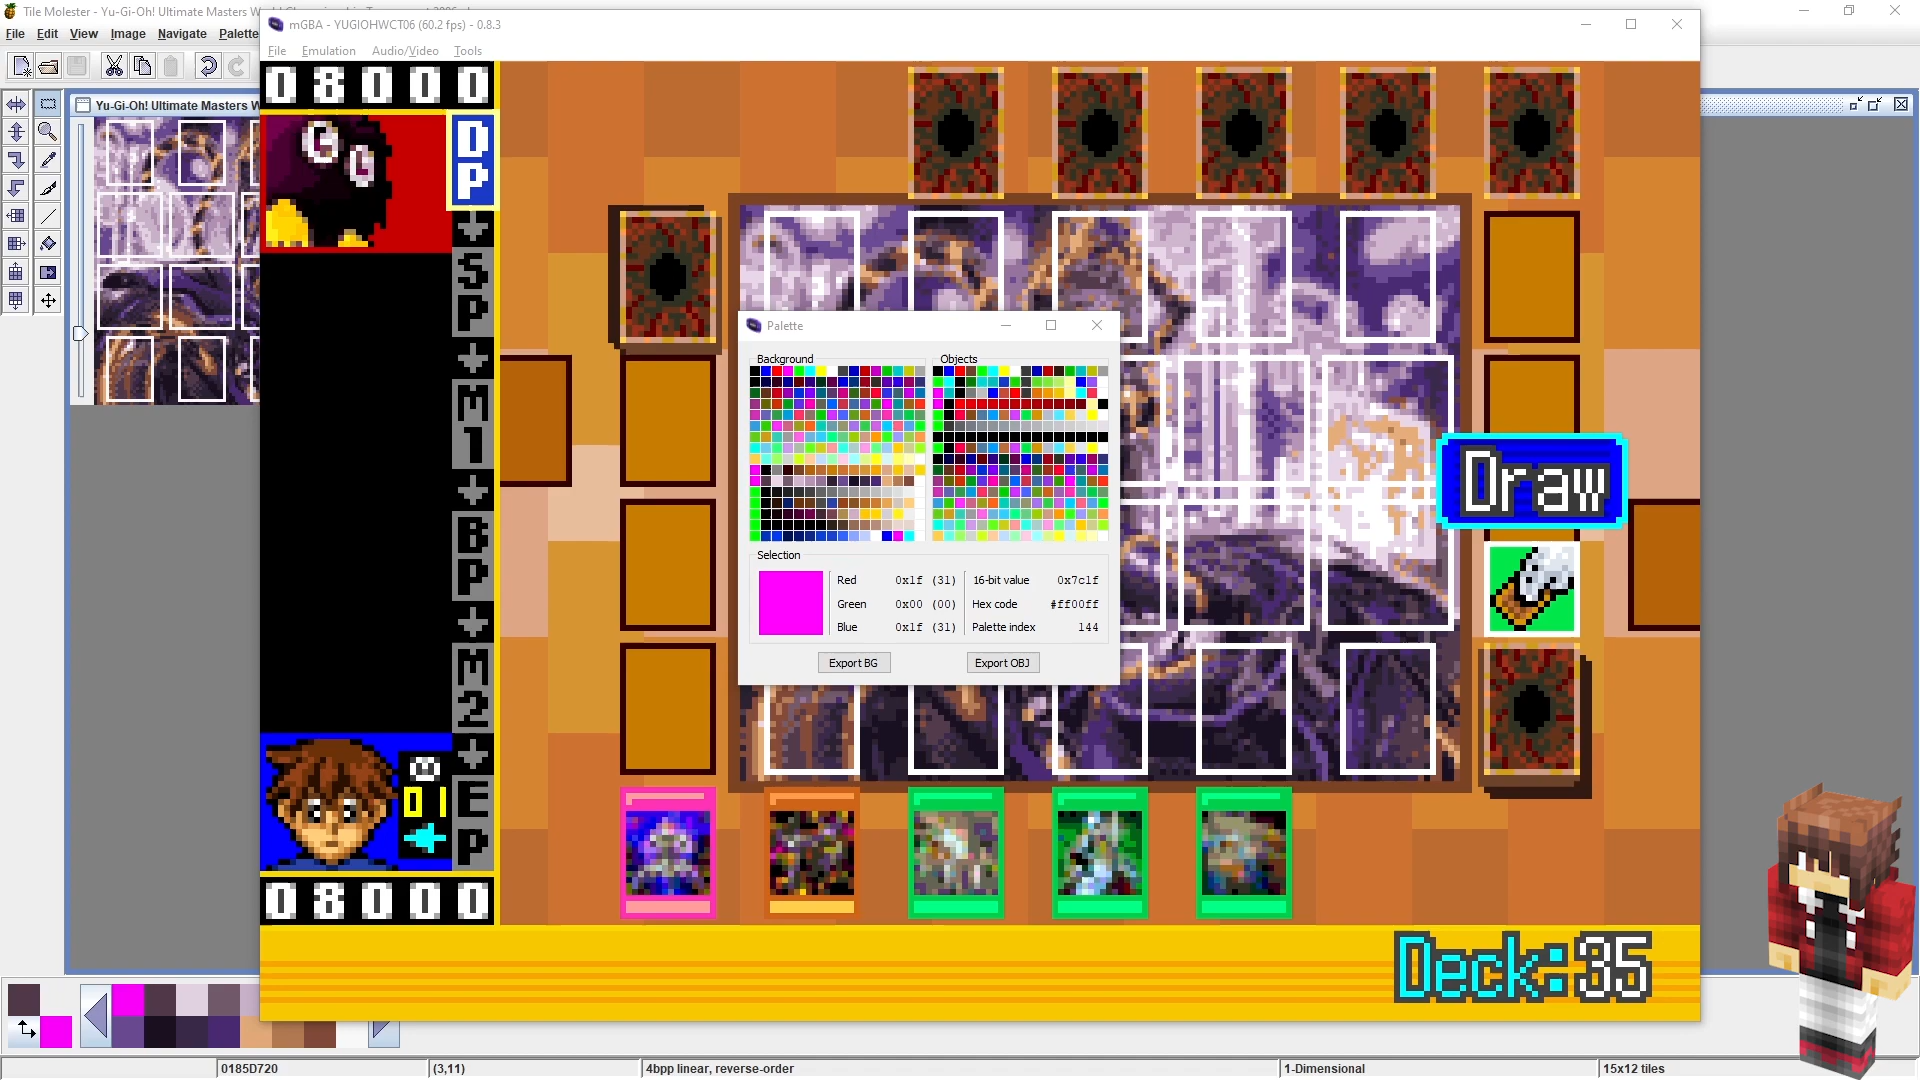 Tile Molester - Yu-Gi-Oh! Ultimate Masters W
File Edit View Image Navigate Palette
Yu-Gi-Oh! Ultimate Masters W
mGBA - YUGIOHWCT06 (60.2 fps) - 0.8.3
File Emulation Audio/Video Tools
08000
DP
SP
M1
BP
M2
EP
01
08000
Draw
Deck:35
Palette
Background Objects
Selection
Red 0x1f (31) 16-bit value 0x7c1f
Green 0x00 (00) Hex code #ff00ff
Blue 0x1f (31) Palette index 144
Export BG Export OBJ
0185D720 (3,11) 4bpp linear, reverse-order 1-Dimensional 15x12 tiles